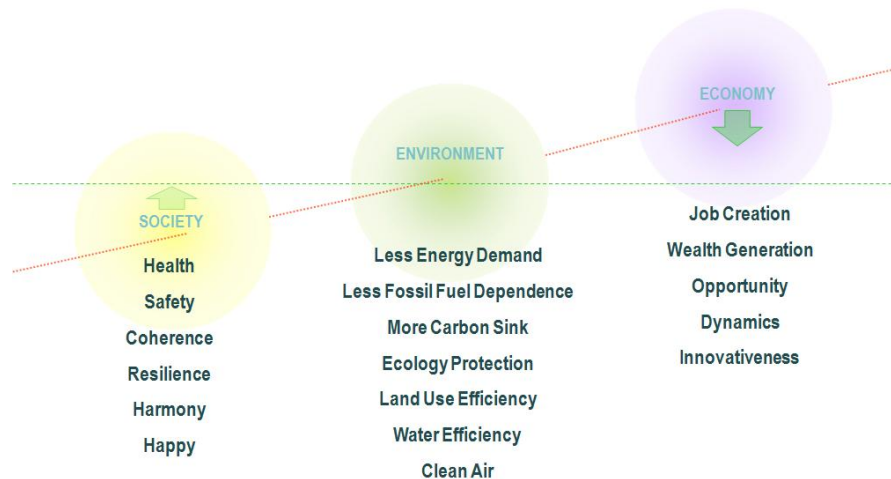 SOCIETY
Health
Safety
Coherence
Resilience
Harmony
Happy
ENVIRONMENT
Less Energy Demand
Less Fossil Fuel Dependence
More Carbon Sink
Ecology Protection
Land Use Efficiency
Water Efficiency
Clean Air
ECONOMY
Job Creation
Wealth Generation
Opportunity
Dynamics
Innovativeness